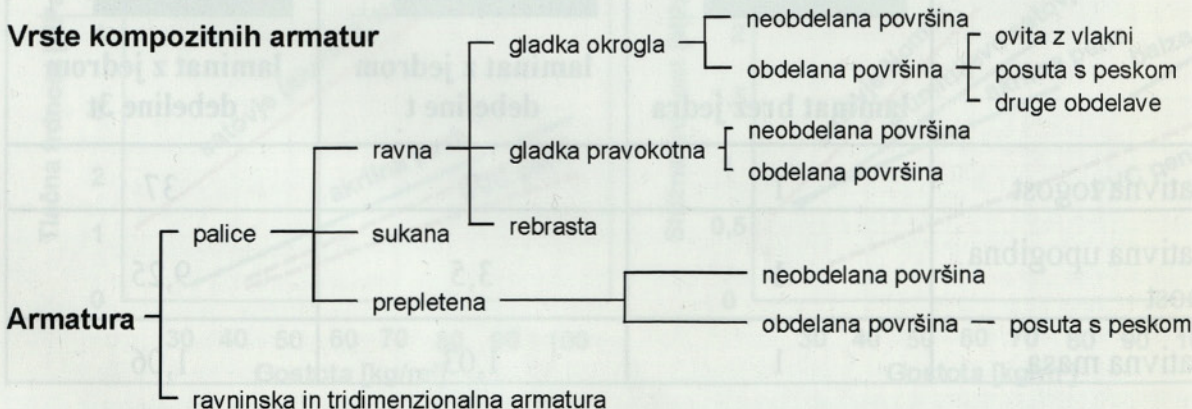 Vrste kompozitnih armatur
Armatura
palice
ravna
gladka okrogla
neobdelana površina
obdelana površina
ovita z vlakni
posuta s peskom
druge obdelave
gladka pravokotna
neobdelana površina
obdelana površina
rebrasta
sukana
prepletena
neobdelana površina
obdelana površina
posuta s peskom
ravninska in tridimenzionalna armatura